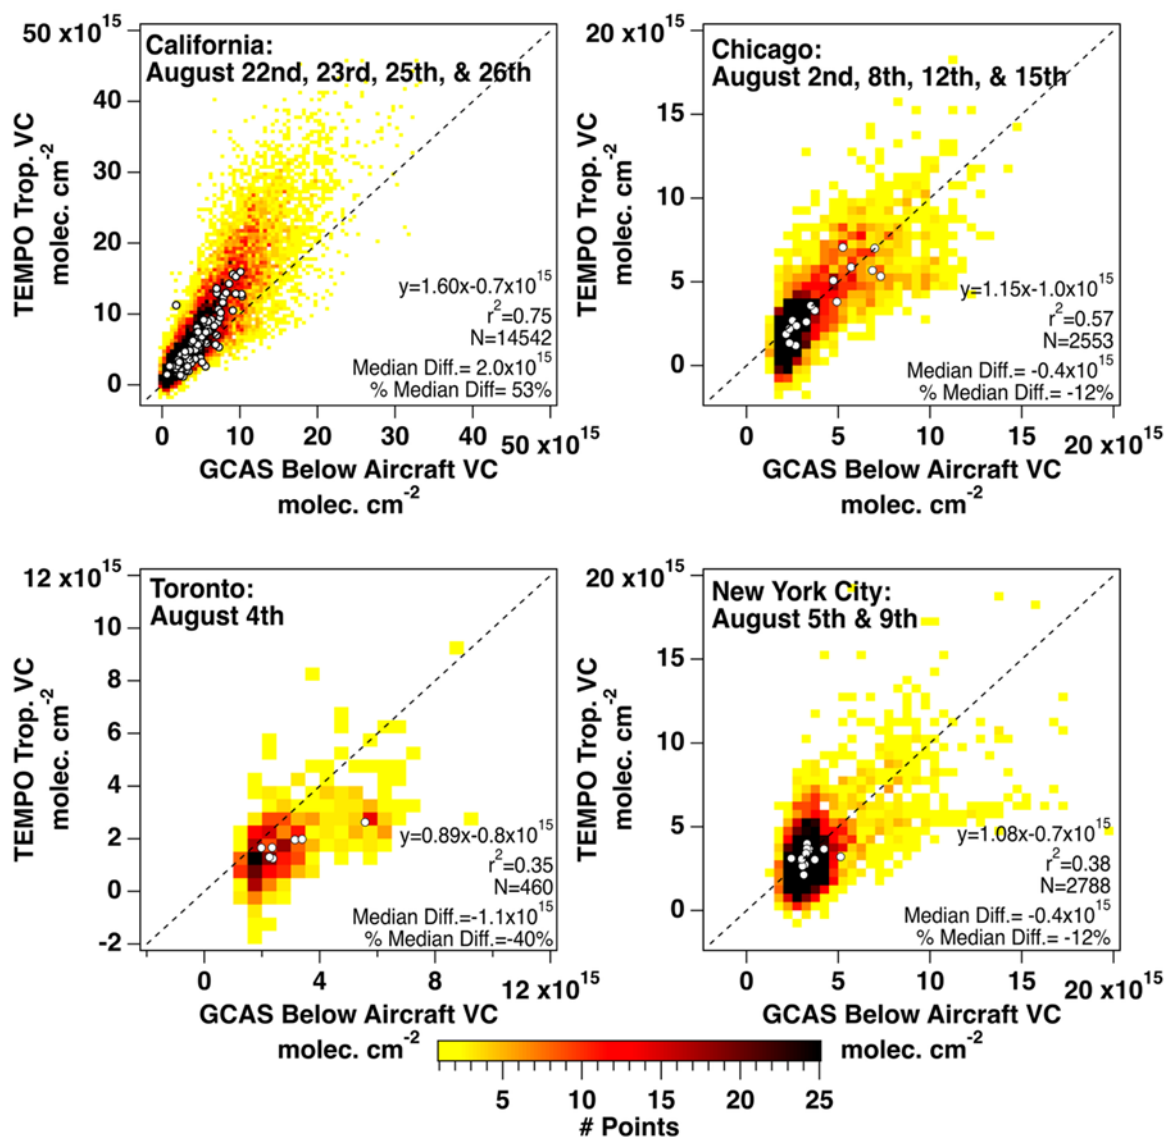 50 x10^15
California:
August 22nd, 23rd, 25th, & 26th
40
30
20
10
0
TEMPO Trop. VC
molec. cm^-2
y=1.60x-0.7x10^15
r^2=0.75
N=14542
Median Diff.= 2.0x10^15
% Median Diff= 53%
0 10 20 30 40 50 x10^15
GCAS Below Aircraft VC
molec. cm^-2
20 x10^15
Chicago:
August 2nd, 8th, 12th, & 15th
15
10
5
0
TEMPO Trop. VC
molec. cm^-2
y=1.15x-1.0x10^15
r^2=0.57
N=2553
Median Diff.= -0.4x10^15
% Median Diff.= -12%
0 5 10 15 20 x10^15
GCAS Below Aircraft VC
molec. cm^-2
12 x10^15
Toronto:
August 4th
10
8
6
4
2
0
-2
TEMPO Trop. VC
molec. cm^-2
y=0.89x-0.8x10^15
r^2=0.35
N=460
Median Diff.=-1.1x10^15
% Median Diff.=-40%
0 4 8 12 x10^15
GCAS Below Aircraft VC
molec. cm^-2
20 x10^15
New York City:
August 5th & 9th
15
10
5
0
TEMPO Trop. VC
molec. cm^-2
y=1.08x-0.7x10^15
r^2=0.38
N=2788
Median Diff.= -0.4x10^15
% Median Diff.= -12%
0 5 10 15 20 x10^15
GCAS Below Aircraft VC
molec. cm^-2
5 10 15 20 25
# Points